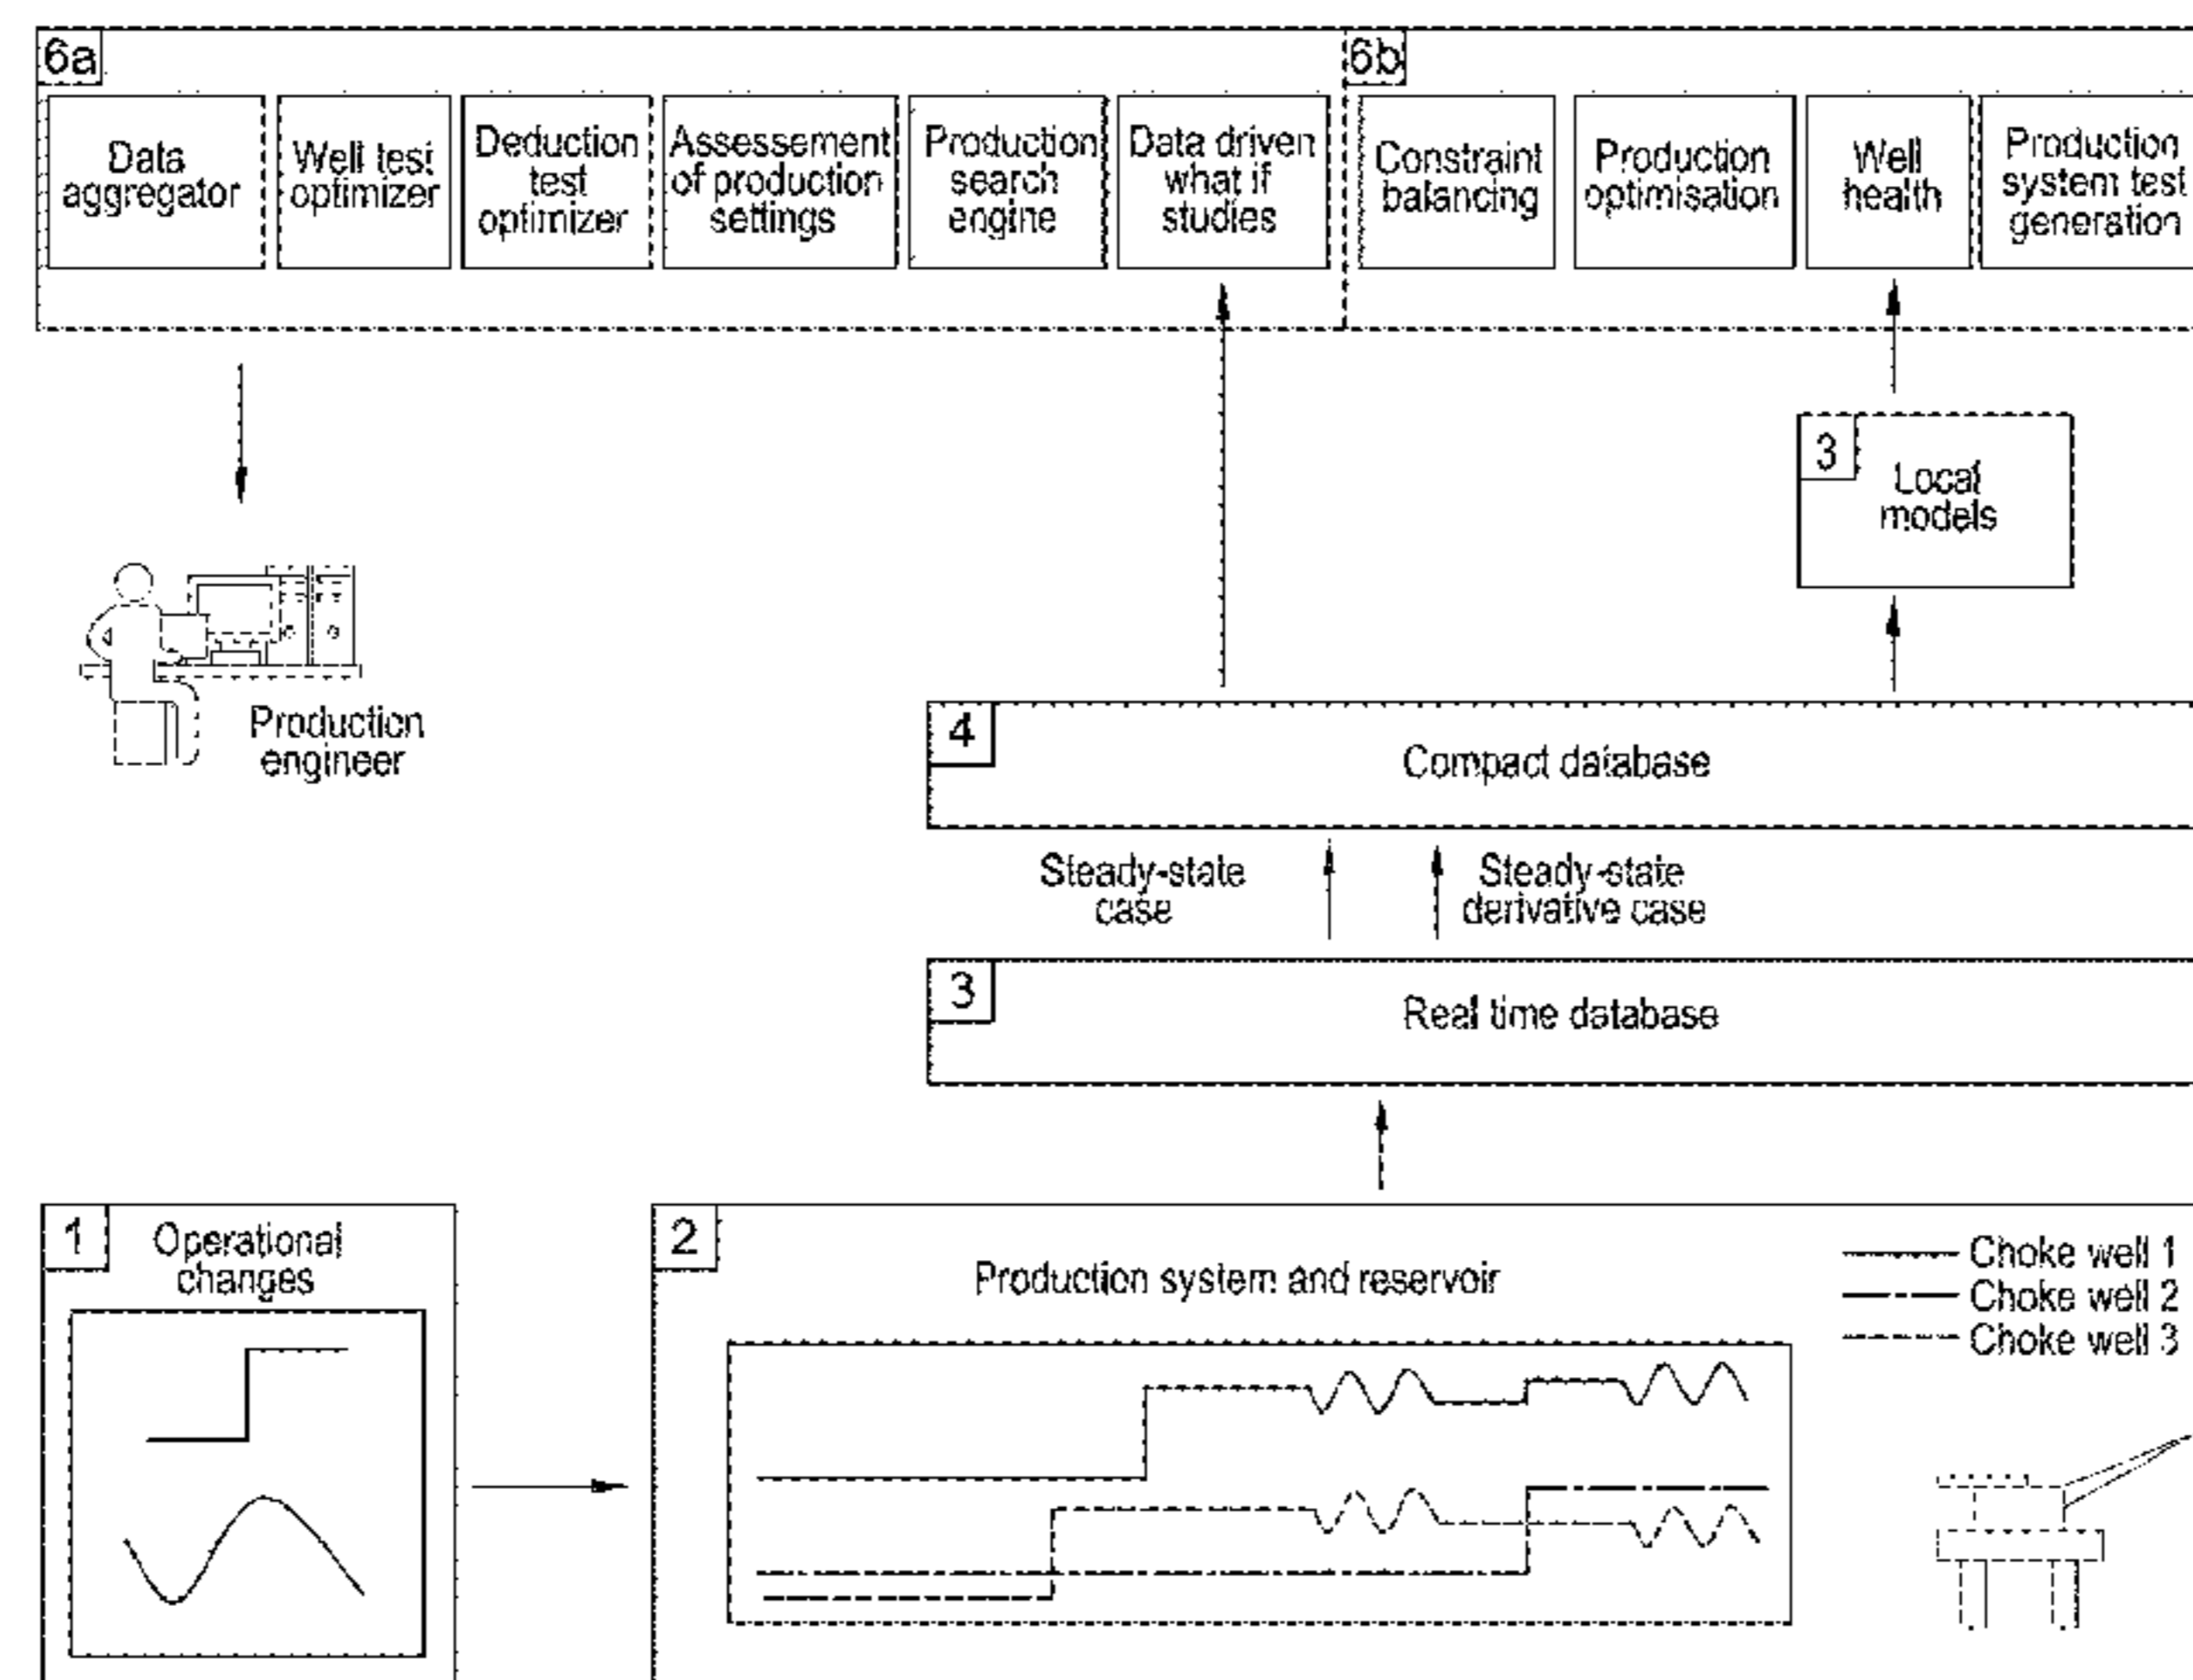 6a
6b
Data
aggregator
Well test
optimizer
Deduction
test
optimizer
Assessement
of production
settings
Production
search
engine
Data driven
what if
studies
Constraint
balancing
Production
optimisation
Well
health
Production
system test
generation
3
Local
models
Production
engineer
4
Compact database
Steady-state
case
Steady-state
derivative case
3
Real time database
1
Operational
changes
2
Production system and reservoir
Choke well 1
Choke well 2
Choke well 3